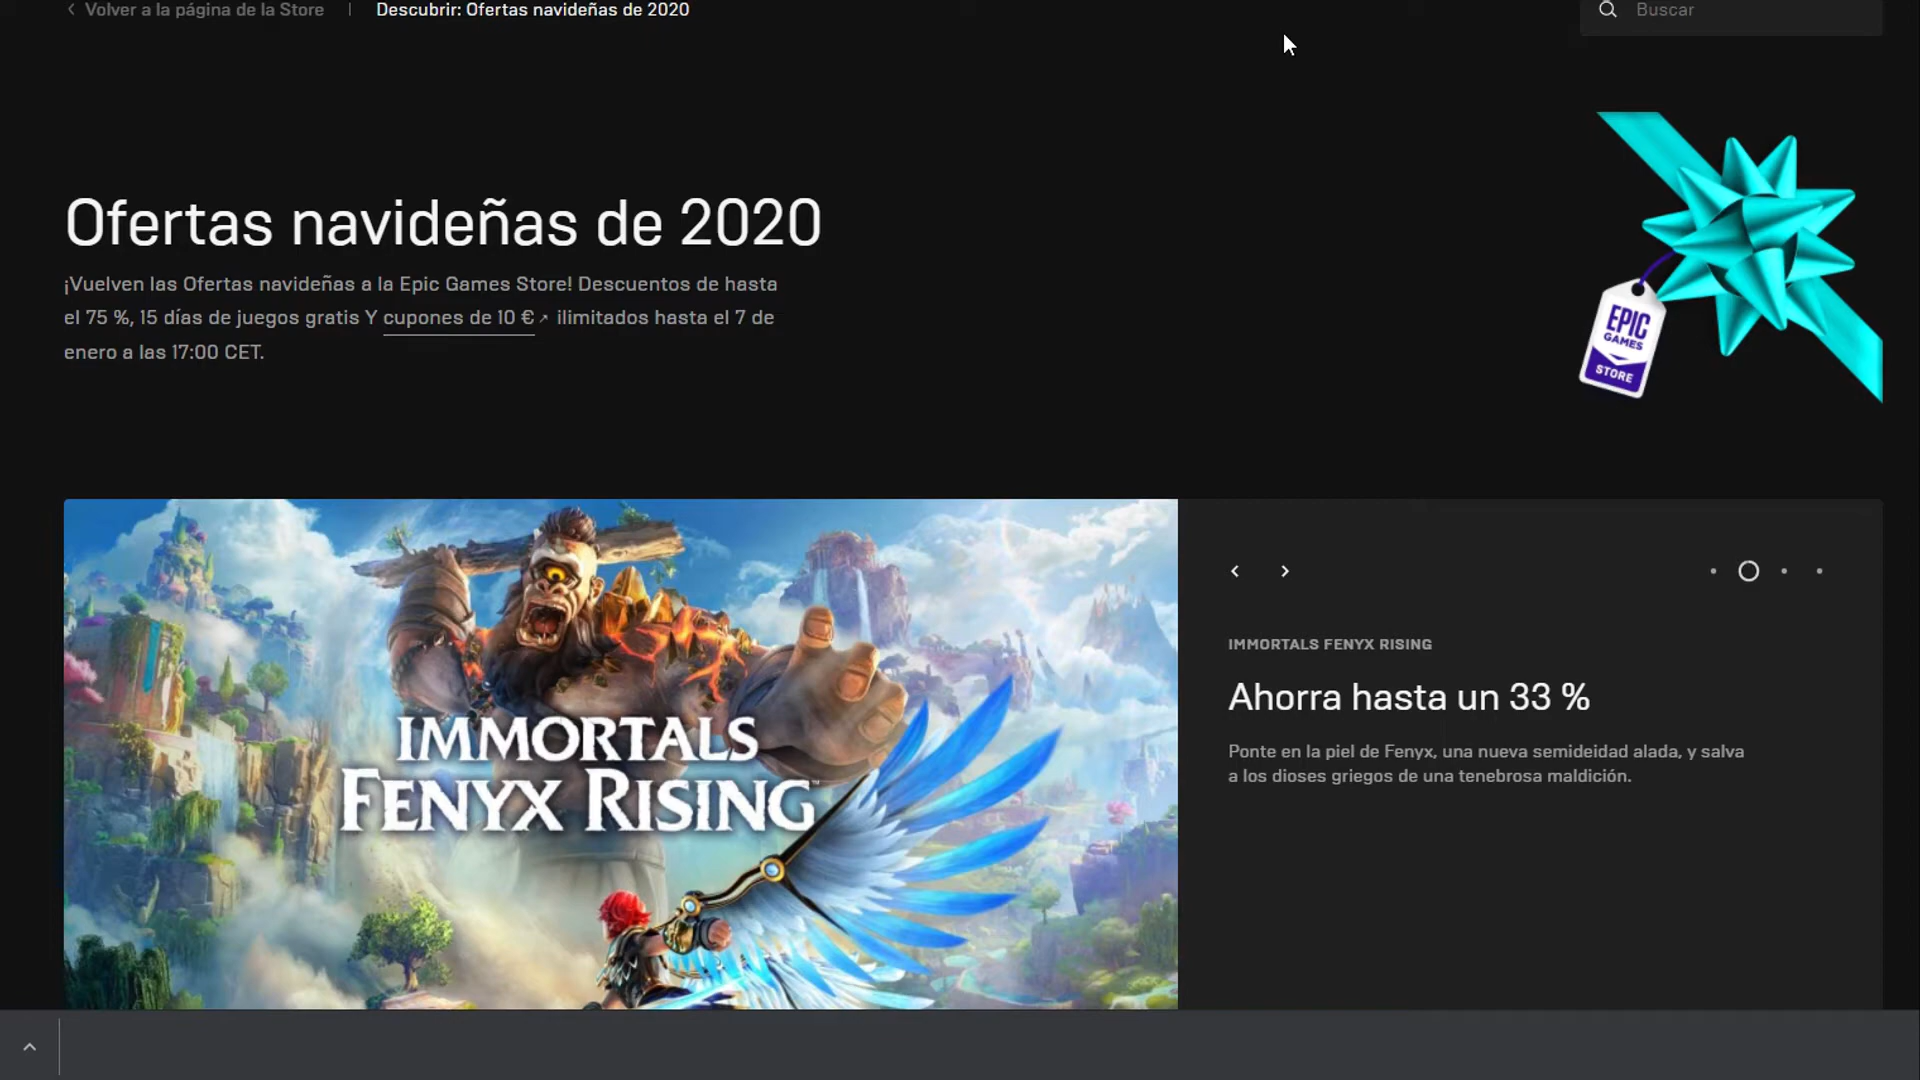 Volver a la página de la Store
Descubrir: Ofertas navideñas de 2020
Buscar
Ofertas navideñas de 2020
¡Vuelven las Ofertas navideñas a la Epic Games Store! Descuentos de hasta
el 75 %, 15 días de juegos gratis Y cupones de 10 € ilimitados hasta el 7 de
enero a las 17:00 CET.
EPIC
GAMES
STORE
IMMORTALS
FENYX RISING™
IMMORTALS FENYX RISING
Ahorra hasta un 33 %
Ponte en la piel de Fenyx, una nueva semideidad alada, y salva
a los dioses griegos de una tenebrosa maldición.